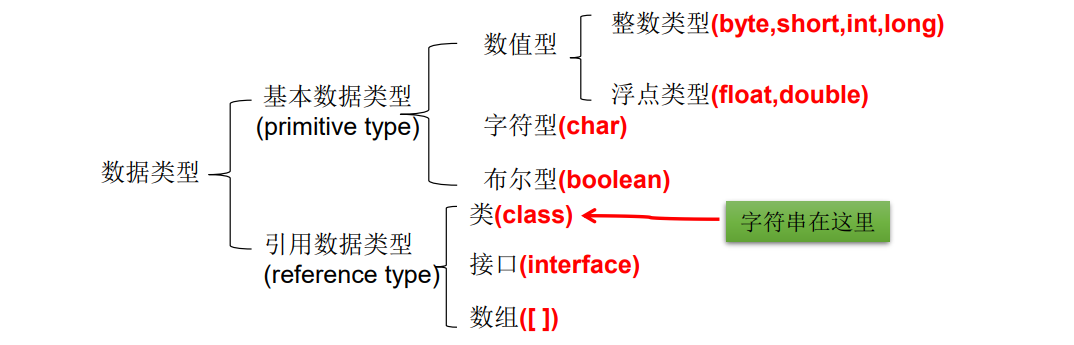 数值型
整数类型(byte,short,int,long)
浮点类型(float,double)
基本数据类型
(primitive type)
字符型(char)
布尔型(boolean)
数据类型
引用数据类型
(reference type)
类(class)
字符串在这里
接口(interface)
数组([ ])